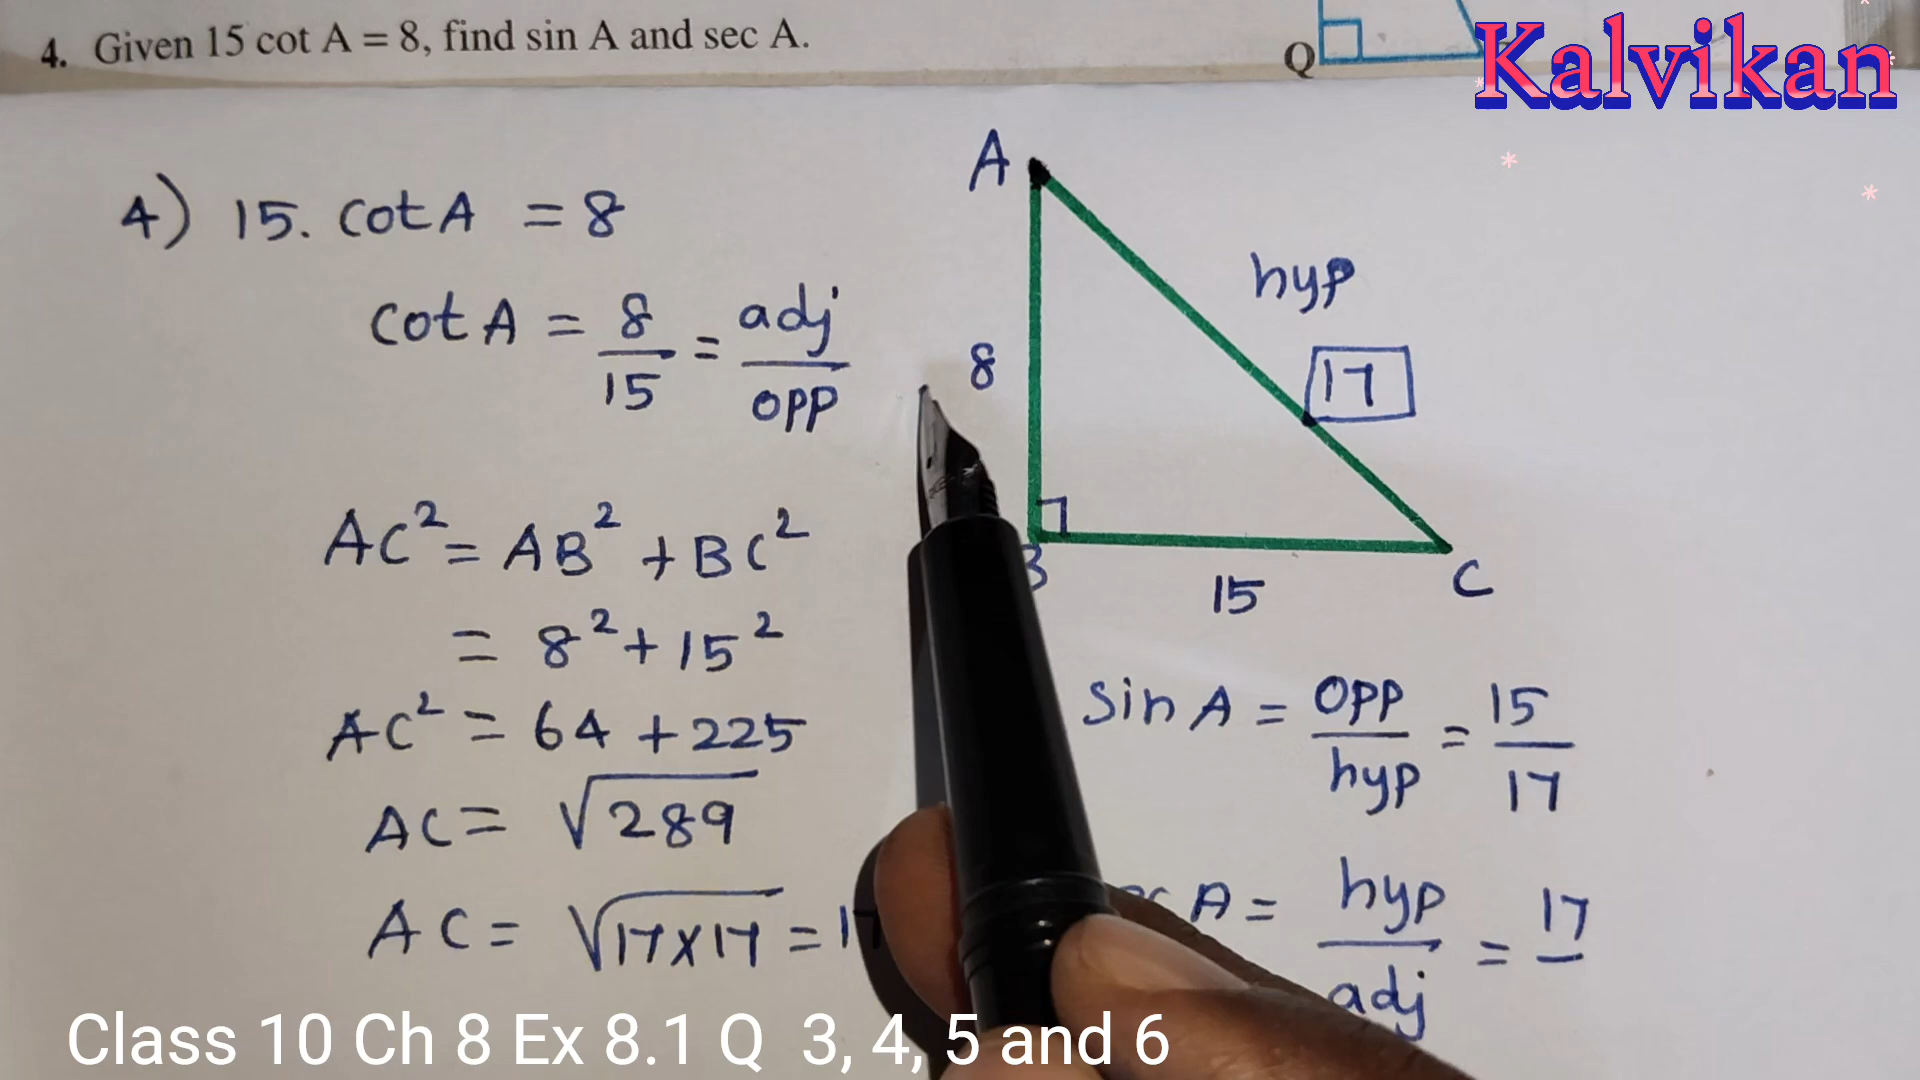 4. Given 15 cot A = 8, find sin A and sec A.
Q
Kalvikan
4) 15. cot A = 8
cot A = 8/15 = adj/opp
AC² = AB² + BC²
= 8² + 15²
AC² = 64 + 225
AC = √289
AC = √17×17 = 17
A
hyp
8
17
B
15
C
sin A = opp/hyp = 15/17
A = hyp/adj = 17
Class 10 Ch 8 Ex 8.1 Q 3, 4, 5 and 6